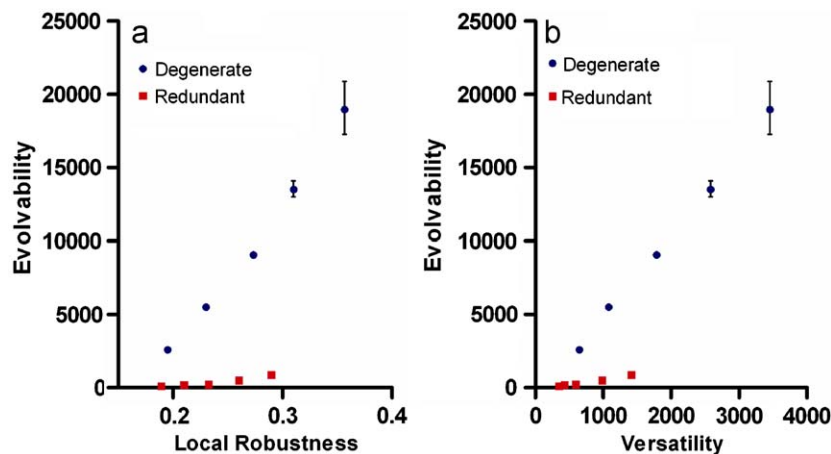 a
Degenerate
Redundant
Evolvability
25000
20000
15000
10000
5000
0
0.2 0.3 0.4
Local Robustness
b
Degenerate
Redundant
Evolvability
25000
20000
15000
10000
5000
0
0 1000 2000 3000 4000
Versatility